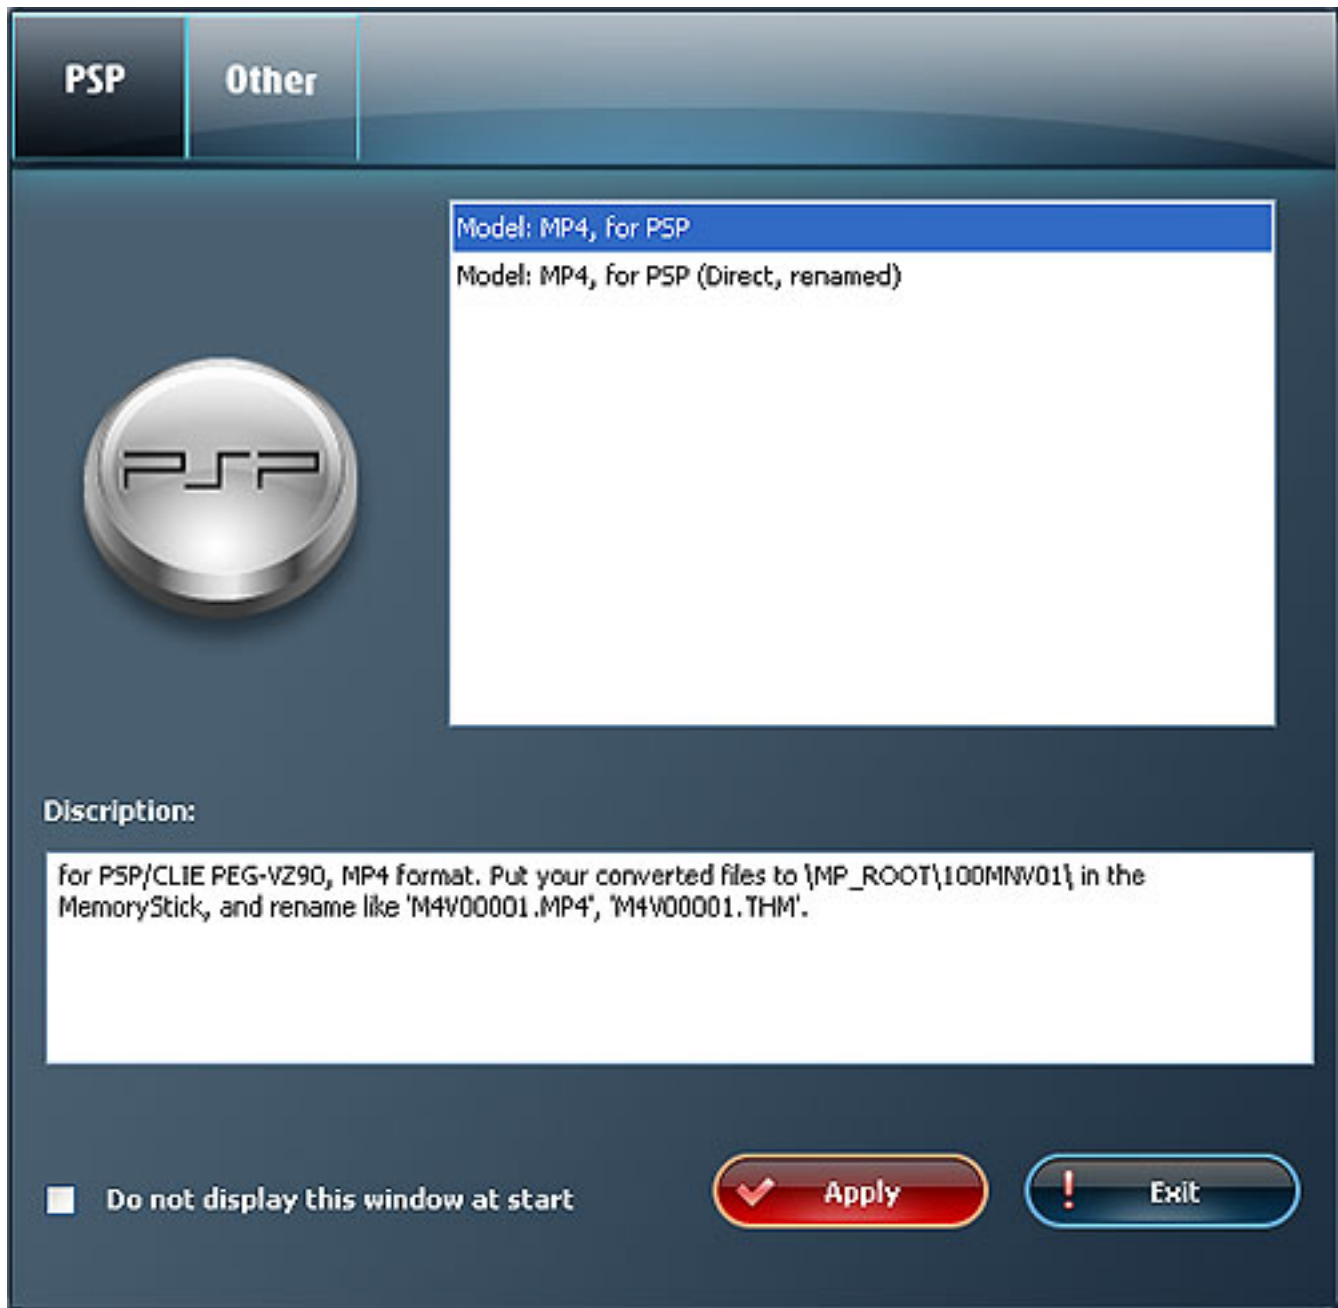 PSP
Other
Model: MP4, for PSP
Model: MP4, for PSP (Direct, renamed)
PSP
Discription:
for PSP/CLIE PEG-VZ90, MP4 format. Put your converted files to \MP_ROOT\100MNV01\ in the
MemoryStick, and rename like 'M4V00001.MP4', 'M4V00001.THM'.
Do not display this window at start
Apply
Exit